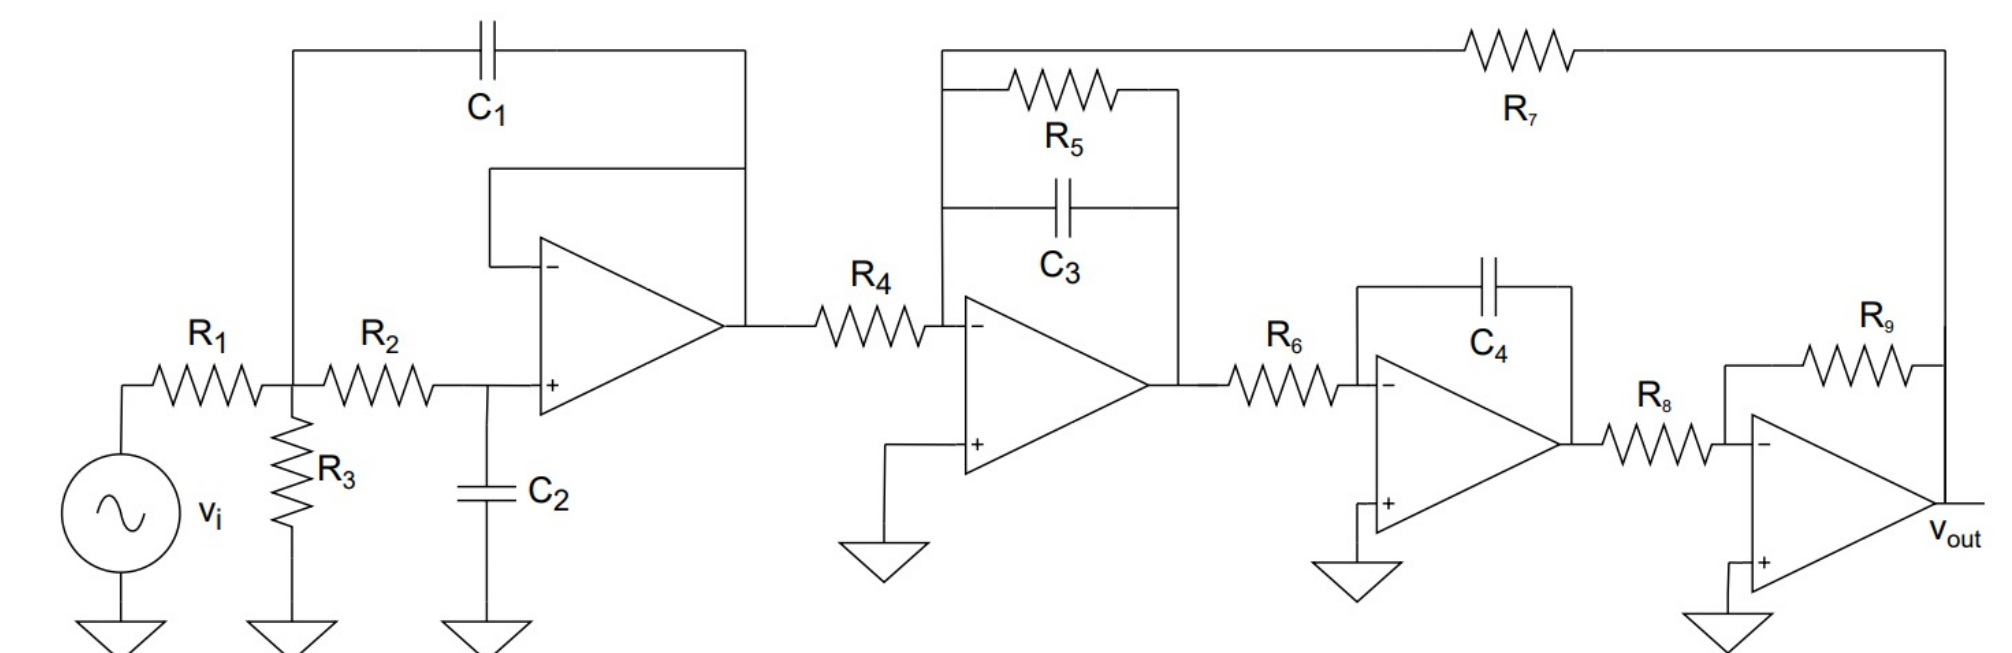 C1
R7
R5
C3
R4
R1
R2
R6
C4
R9
R8
R3
C2
vi
vout
−
+
−
+
−
+
−
+